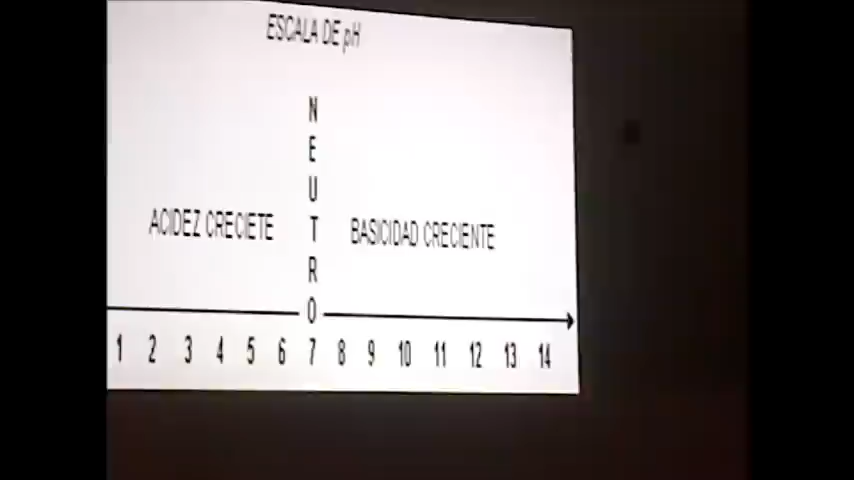 ESCALA DE pH
NEUTRO
ACIDEZ CRECIETE
BASICIDAD CRECIENTE
1 2 3 4 5 6 7 8 9 10 11 12 13 14